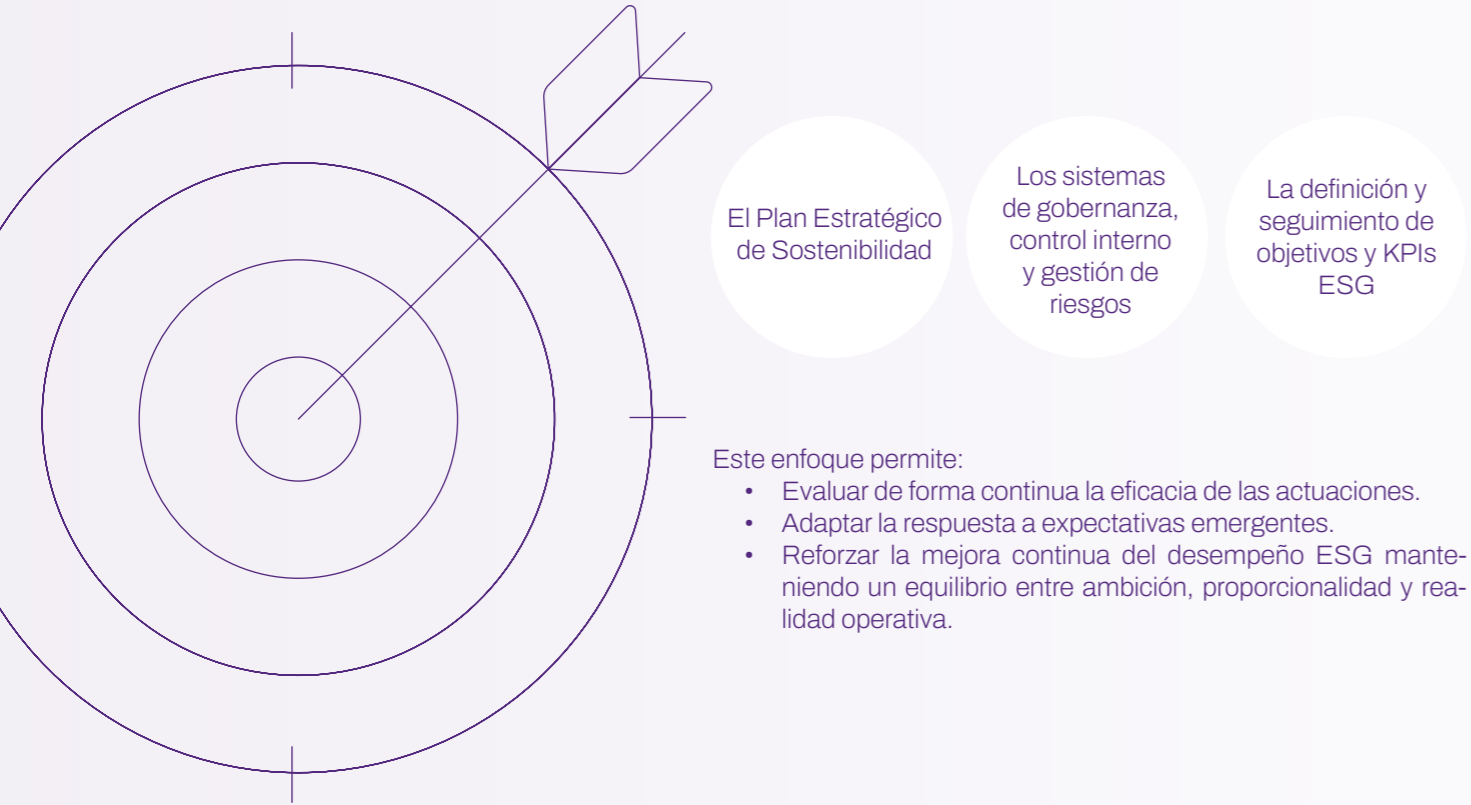 El Plan Estratégico
de Sostenibilidad
Los sistemas
de gobernanza,
control interno
y gestión de
riesgos
La definición y
seguimiento de
objetivos y KPIs
ESG
Este enfoque permite:
• Evaluar de forma continua la eficacia de las actuaciones.
• Adaptar la respuesta a expectativas emergentes.
• Reforzar la mejora continua del desempeño ESG mante-
niendo un equilibrio entre ambición, proporcionalidad y rea-
lidad operativa.